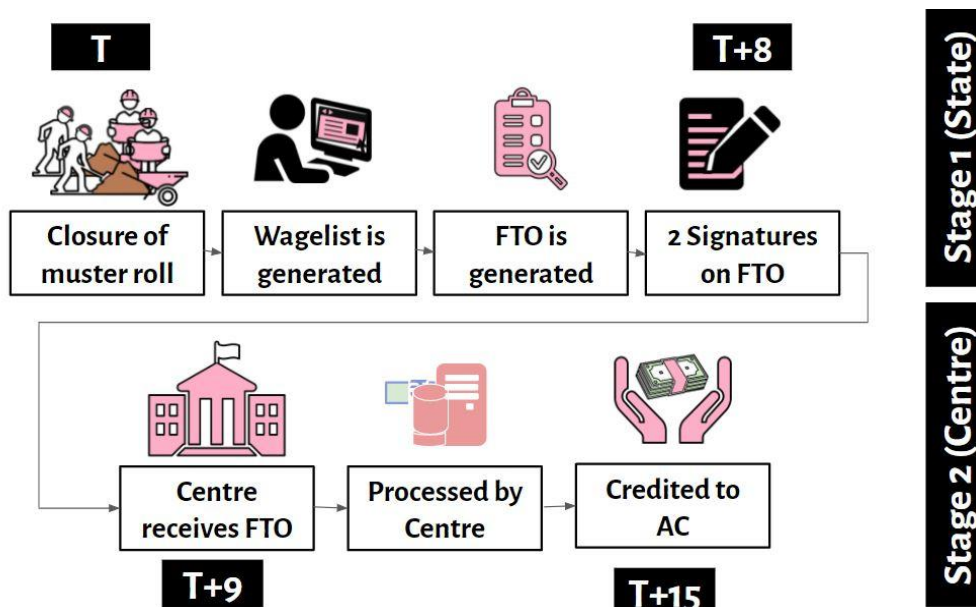 T
T+8
Closure of
muster roll
Wagelist is
generated
FTO is
generated
2 Signatures
on FTO
Stage 1 (State)
Centre
receives FTO
Processed by
Centre
Credited to
AC
T+9
T+15
Stage 2 (Centre)